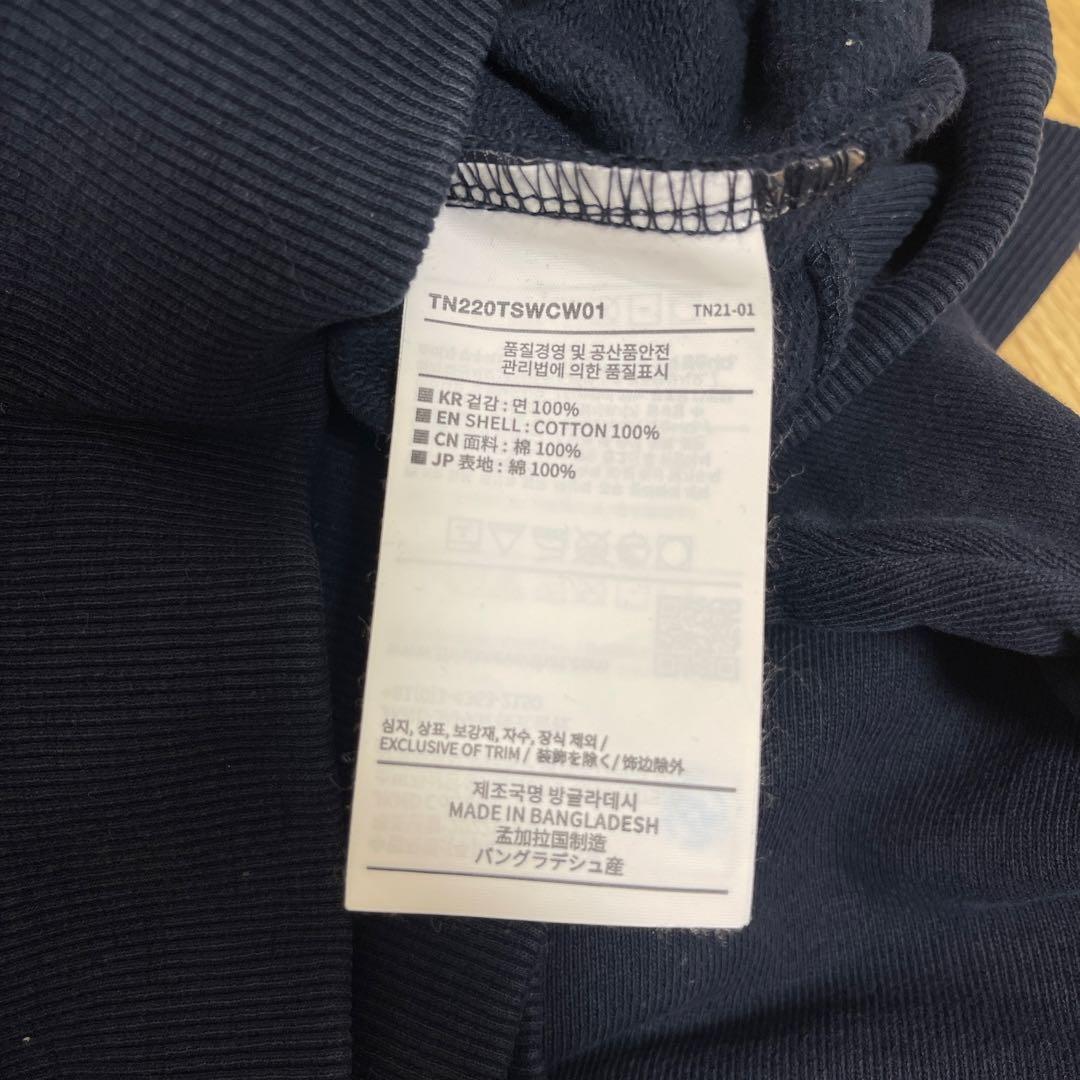 TN220TSWCW01 TN21-01
품질경영 및 공산품안전
관리법에 의한 품질표시
KR 겉감 : 면 100%
EN SHELL : COTTON 100%
CN 面料 : 棉 100%
JP 表地 : 綿 100%
심지, 상표, 보강재, 자수, 장식 제외 /
EXCLUSIVE OF TRIM / 装飾を除く / 饰边除外
제조국명 방글라데시
MADE IN BANGLADESH
孟加拉国制造
バングラデシュ産